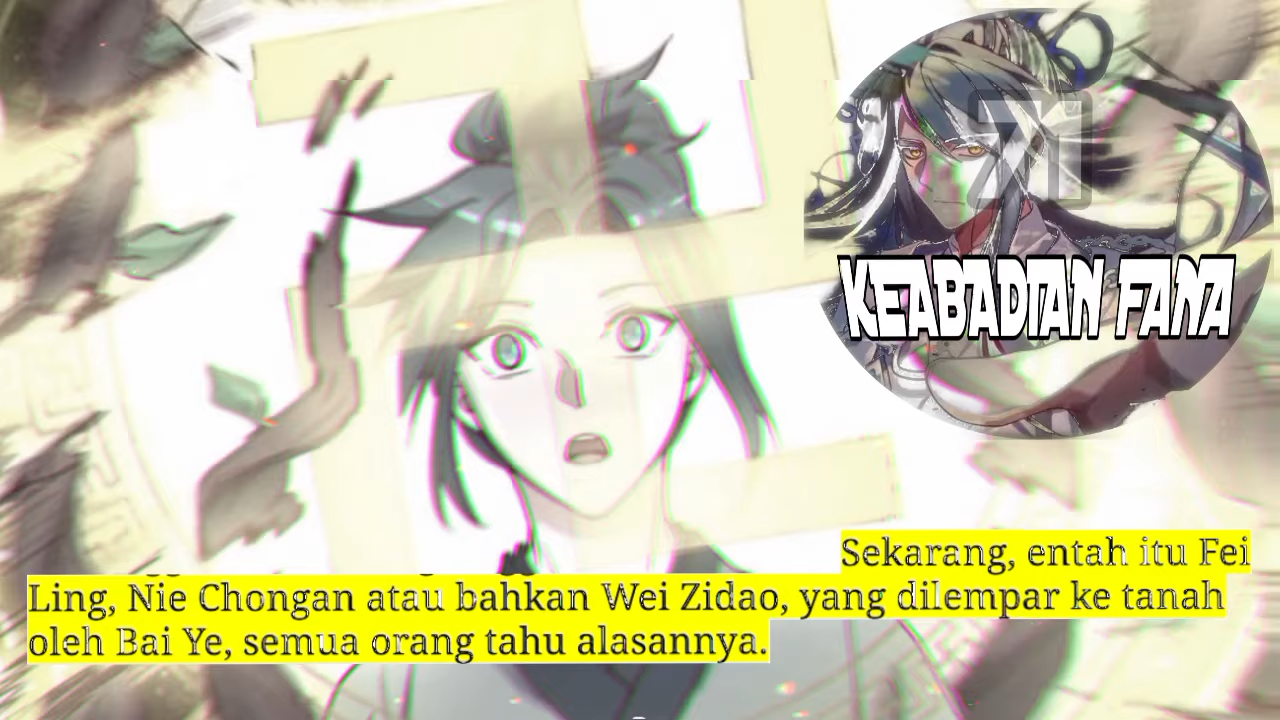 71
KEABADIAN FANA
Sekarang, entah itu Fei
Ling, Nie Chongan atau bahkan Wei Zidao, yang dilempar ke tanah
oleh Bai Ye, semua orang tahu alasannya.